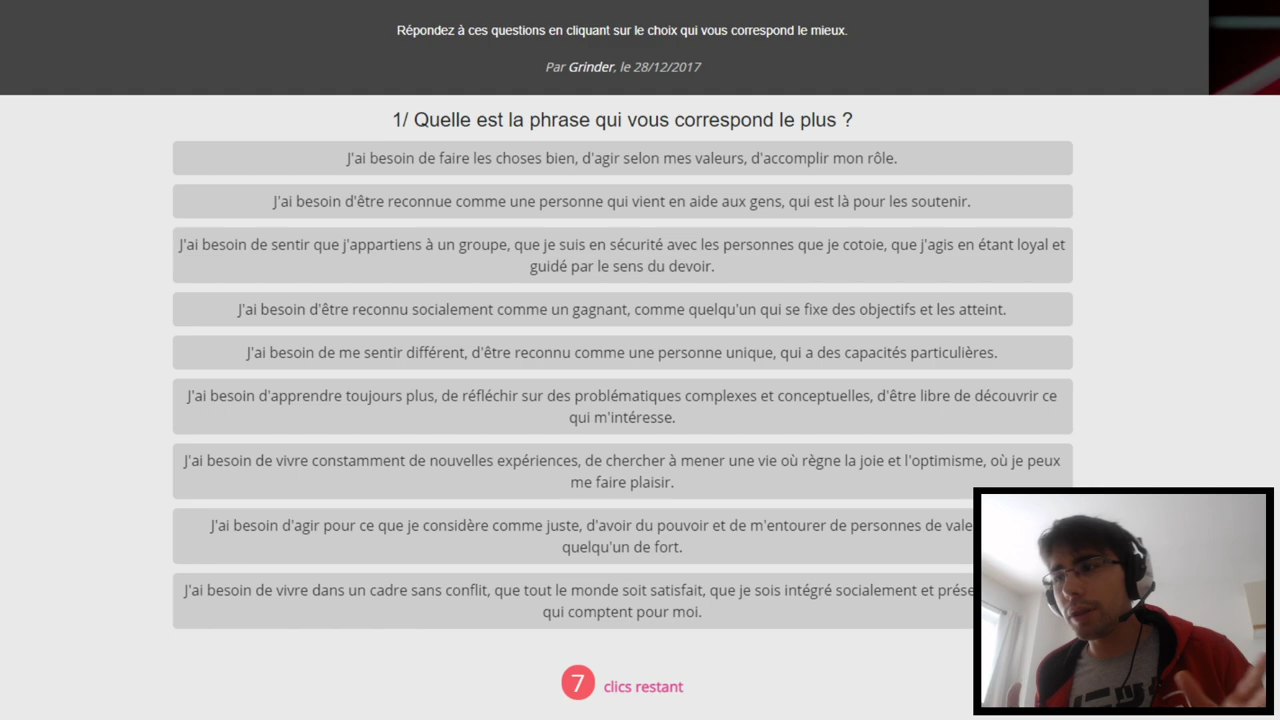 Répondez à ces questions en cliquant sur le choix qui vous correspond le mieux.
Par Grinder, le 28/12/2017
1/ Quelle est la phrase qui vous correspond le plus ?
J'ai besoin de faire les choses bien, d'agir selon mes valeurs, d'accomplir mon rôle.
J'ai besoin d'être reconnue comme une personne qui vient en aide aux gens, qui est là pour les soutenir.
J'ai besoin de sentir que j'appartiens à un groupe, que je suis en sécurité avec les personnes que je cotoie, que j'agis en étant loyal et
guidé par le sens du devoir.
J'ai besoin d'être reconnu socialement comme un gagnant, comme quelqu'un qui se fixe des objectifs et les atteint.
J'ai besoin de me sentir différent, d'être reconnu comme une personne unique, qui a des capacités particulières.
J'ai besoin d'apprendre toujours plus, de réfléchir sur des problématiques complexes et conceptuelles, d'être libre de découvrir ce
qui m'intéresse.
J'ai besoin de vivre constamment de nouvelles expériences, de chercher à mener une vie où règne la joie et l'optimisme, où je peux
me faire plaisir.
J'ai besoin d'agir pour ce que je considère comme juste, d'avoir du pouvoir et de m'entourer de personnes de vale
quelqu'un de fort.
J'ai besoin de vivre dans un cadre sans conflit, que tout le monde soit satisfait, que je sois intégré socialement et prése
qui comptent pour moi.
7 clics restant